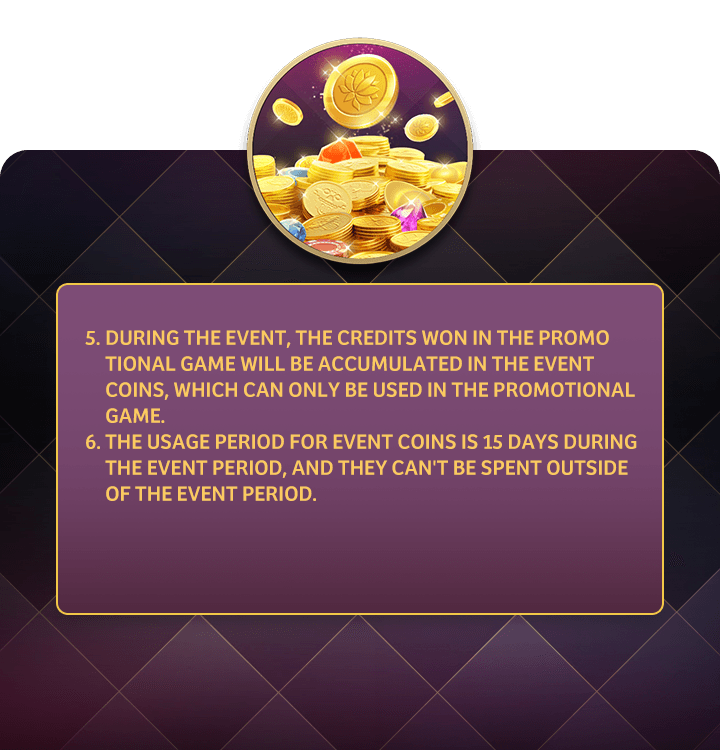 5. DURING THE EVENT, THE CREDITS WON IN THE PROMO
TIONAL GAME WILL BE ACCUMULATED IN THE EVENT
COINS, WHICH CAN ONLY BE USED IN THE PROMOTIONAL
GAME.
6. THE USAGE PERIOD FOR EVENT COINS IS 15 DAYS DURING
THE EVENT PERIOD, AND THEY CAN'T BE SPENT OUTSIDE
OF THE EVENT PERIOD.